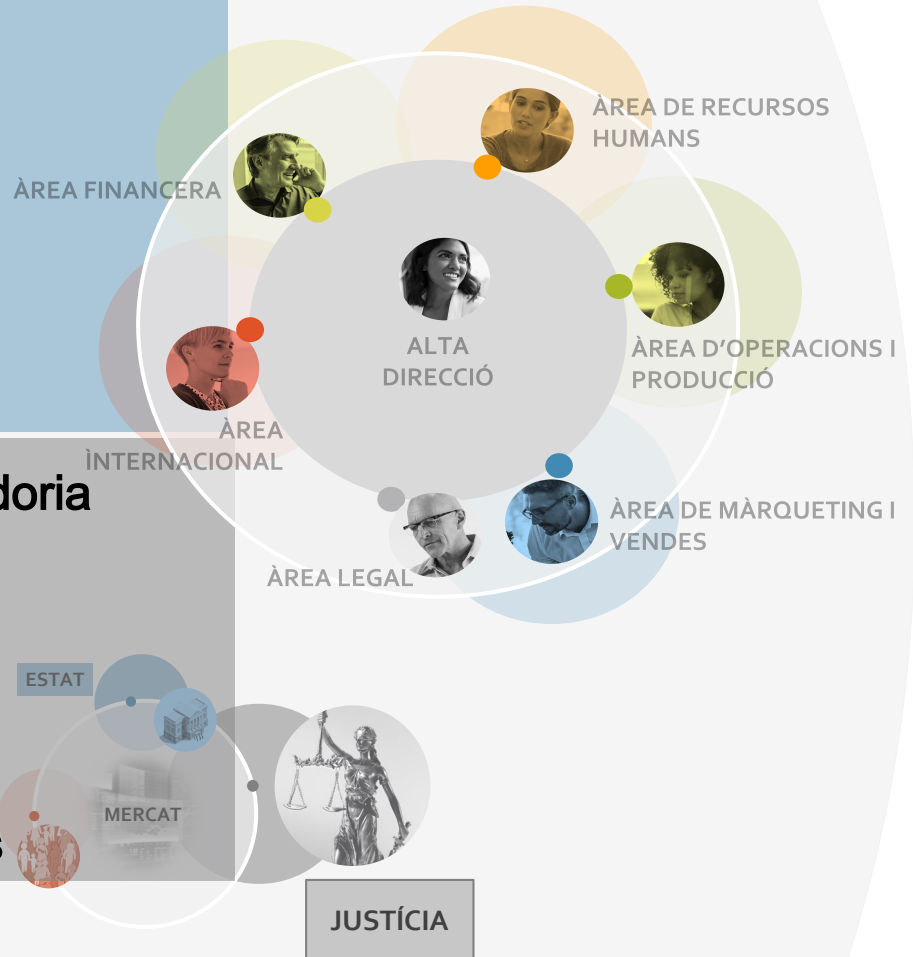 ÀREA DE RECURSOS
HUMANS
ÀREA FINANCERA
ALTA
DIRECCIÓ
ÀREA D'OPERACIONS I
PRODUCCIÓ
ÀREA
ÌNTERNACIONAL
doria
ÀREA DE MÀRQUETING I
VENDES
ÀREA LEGAL
ESTAT
MERCAT
s
JUSTÍCIA